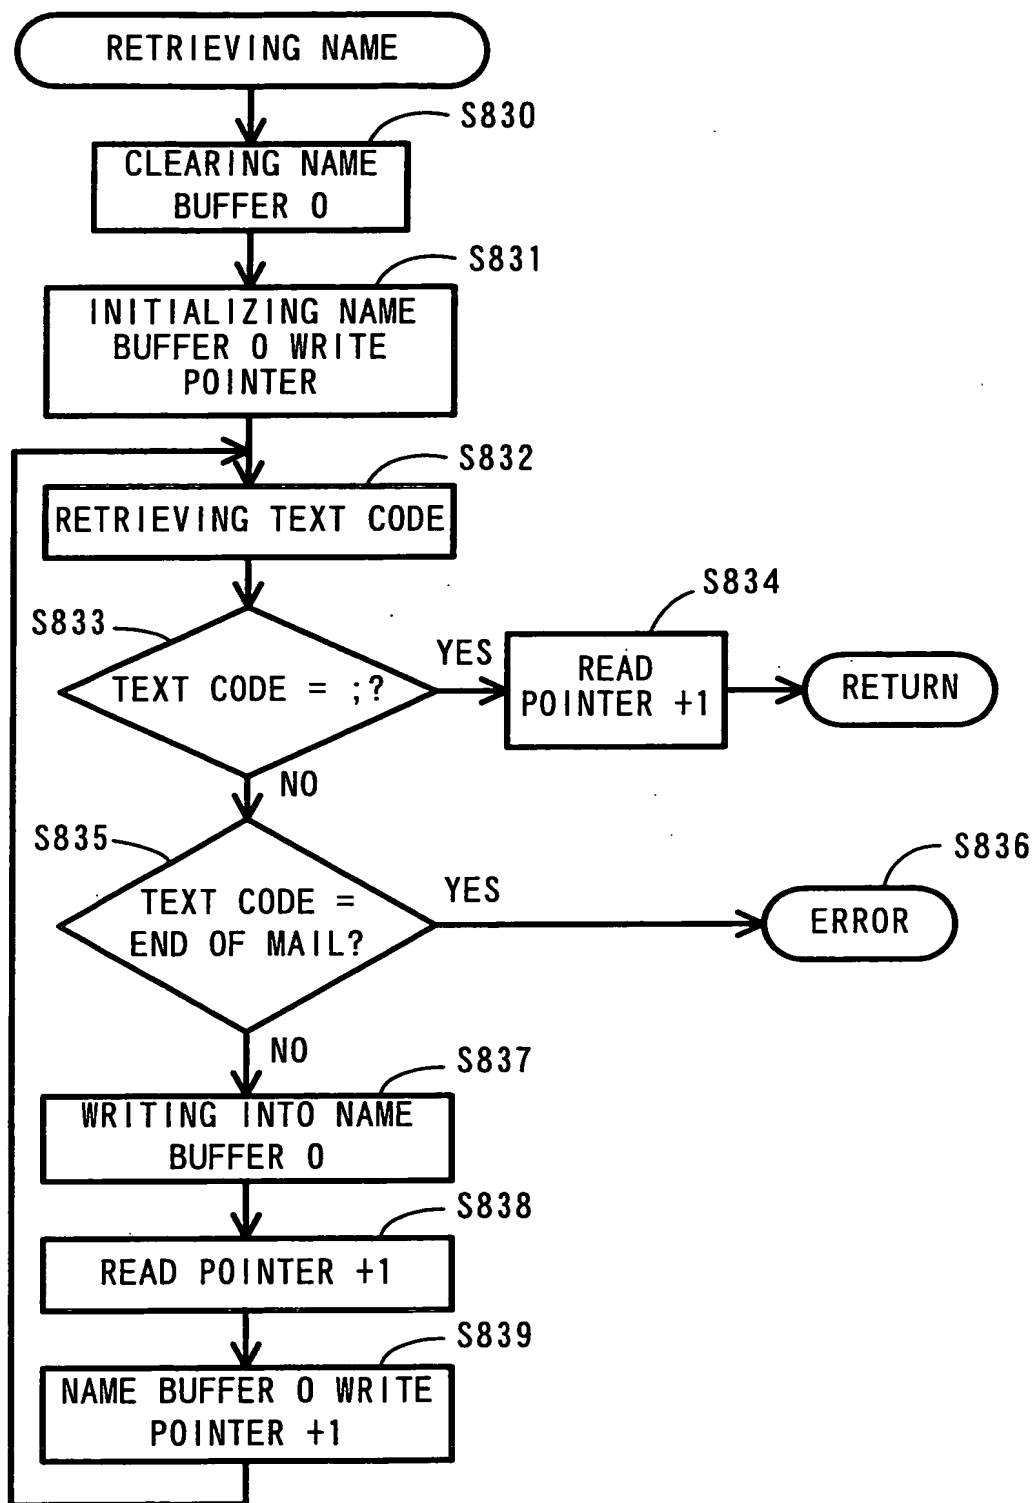 RETRIEVING NAME
S830
CLEARING NAME
BUFFER 0
S831
INITIALIZING NAME
BUFFER 0 WRITE
POINTER
S832
RETRIEVING TEXT CODE
S833
TEXT CODE = ;?
YES
S834
READ
POINTER +1
RETURN
NO
S835
TEXT CODE =
END OF MAIL?
YES
S836
ERROR
NO
S837
WRITING INTO NAME
BUFFER 0
S838
READ POINTER +1
S839
NAME BUFFER 0 WRITE
POINTER +1